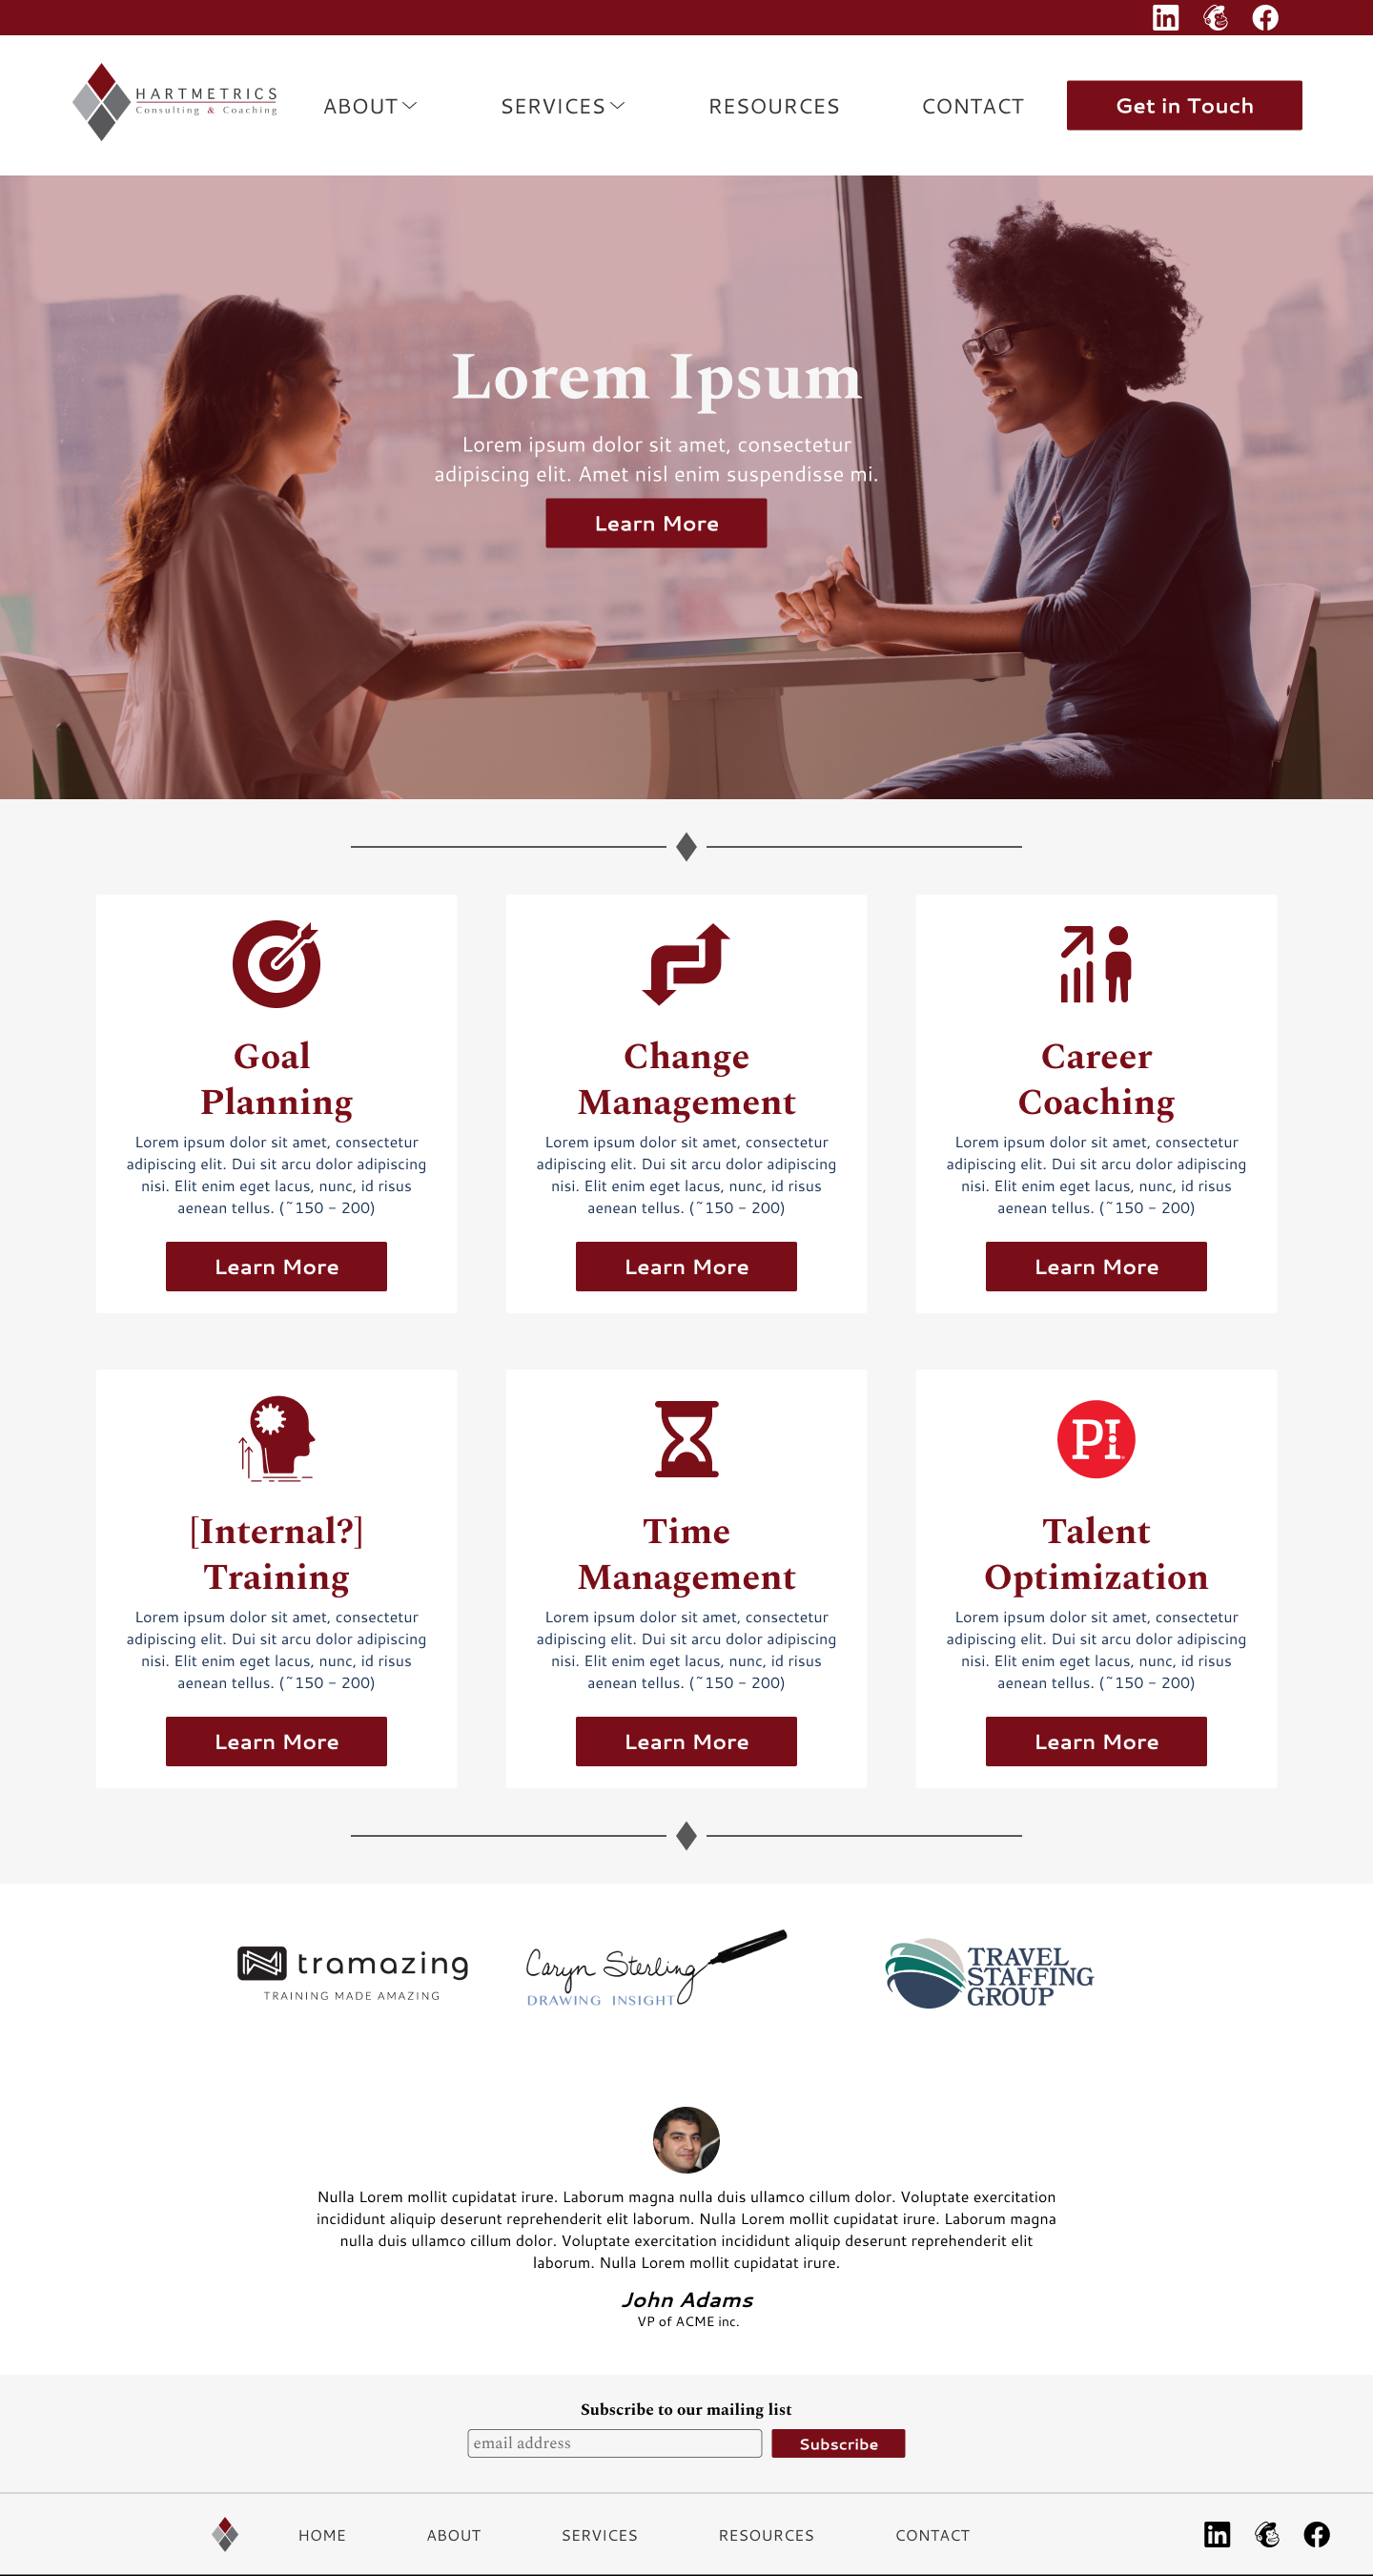 HARTMETRICS
Consulting & Coaching
ABOUT
SERVICES
RESOURCES
CONTACT
Get in Touch
Lorem Ipsum
Lorem ipsum dolor sit amet, consectetur
adipiscing elit. Amet nisl enim suspendisse mi.
Learn More
Goal
Planning
Lorem ipsum dolor sit amet, consectetur
adipiscing elit. Dui sit arcu dolor adipiscing
nisi. Elit enim eget lacus, nunc, id risus
aenean tellus. (~150 - 200)
Learn More
Change
Management
Lorem ipsum dolor sit amet, consectetur
adipiscing elit. Dui sit arcu dolor adipiscing
nisi. Elit enim eget lacus, nunc, id risus
aenean tellus. (~150 - 200)
Learn More
Career
Coaching
Lorem ipsum dolor sit amet, consectetur
adipiscing elit. Dui sit arcu dolor adipiscing
nisi. Elit enim eget lacus, nunc, id risus
aenean tellus. (~150 - 200)
Learn More
[Internal?]
Training
Lorem ipsum dolor sit amet, consectetur
adipiscing elit. Dui sit arcu dolor adipiscing
nisi. Elit enim eget lacus, nunc, id risus
aenean tellus. (~150 - 200)
Learn More
Time
Management
Lorem ipsum dolor sit amet, consectetur
adipiscing elit. Dui sit arcu dolor adipiscing
nisi. Elit enim eget lacus, nunc, id risus
aenean tellus. (~150 - 200)
Learn More
PI
Talent
Optimization
Lorem ipsum dolor sit amet, consectetur
adipiscing elit. Dui sit arcu dolor adipiscing
nisi. Elit enim eget lacus, nunc, id risus
aenean tellus. (~150 - 200)
Learn More
tramazing
TRAINING MADE AMAZING
Caryn Sterling
DRAWING INSIGHT
TRAVEL
STAFFING
GROUP
Nulla Lorem mollit cupidatat irure. Laborum magna nulla duis ullamco cillum dolor. Voluptate exercitation
incididunt aliquip deserunt reprehenderit elit laborum. Nulla Lorem mollit cupidatat irure. Laborum magna
nulla duis ullamco cillum dolor. Voluptate exercitation incididunt aliquip deserunt reprehenderit elit
laborum. Nulla Lorem mollit cupidatat irure.
John Adams
VP of ACME inc.
Subscribe to our mailing list
email address
Subscribe
HOME
ABOUT
SERVICES
RESOURCES
CONTACT